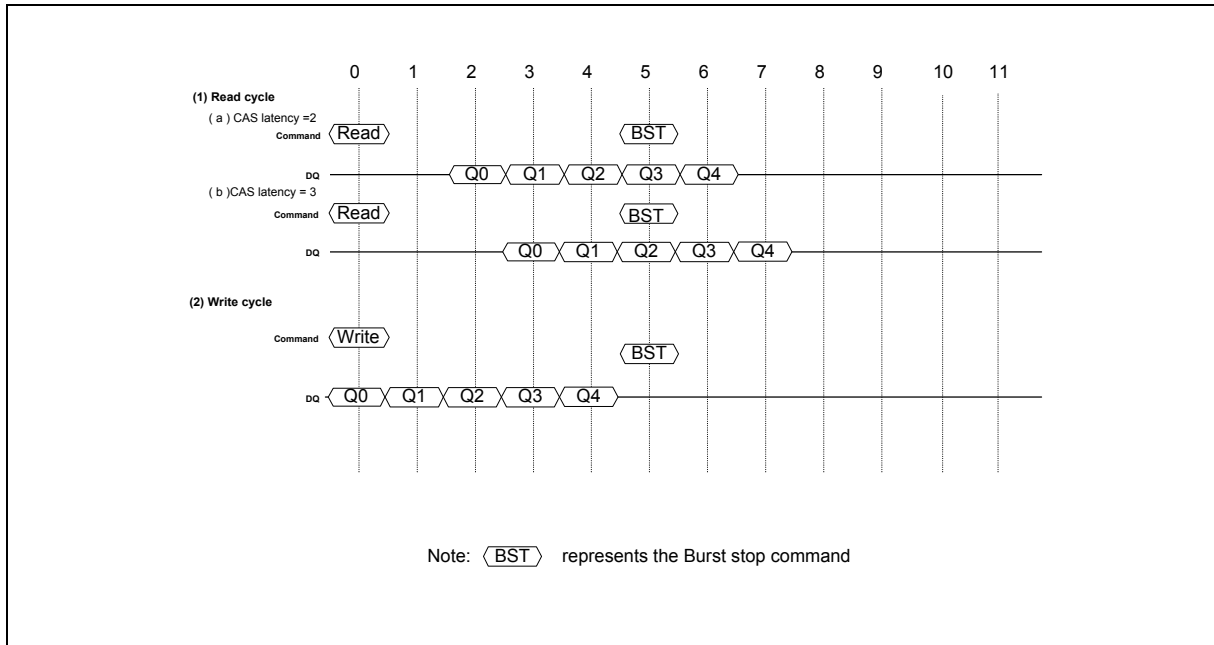 0 1 2 3 4 5 6 7 8 9 10 11
(1) Read cycle
( a ) CAS latency =2
Command Read BST
DQ Q0 Q1 Q2 Q3 Q4
( b )CAS latency = 3
Command Read BST
DQ Q0 Q1 Q2 Q3 Q4
(2) Write cycle
Command Write
BST
DQ Q0 Q1 Q2 Q3 Q4
Note: BST represents the Burst stop command